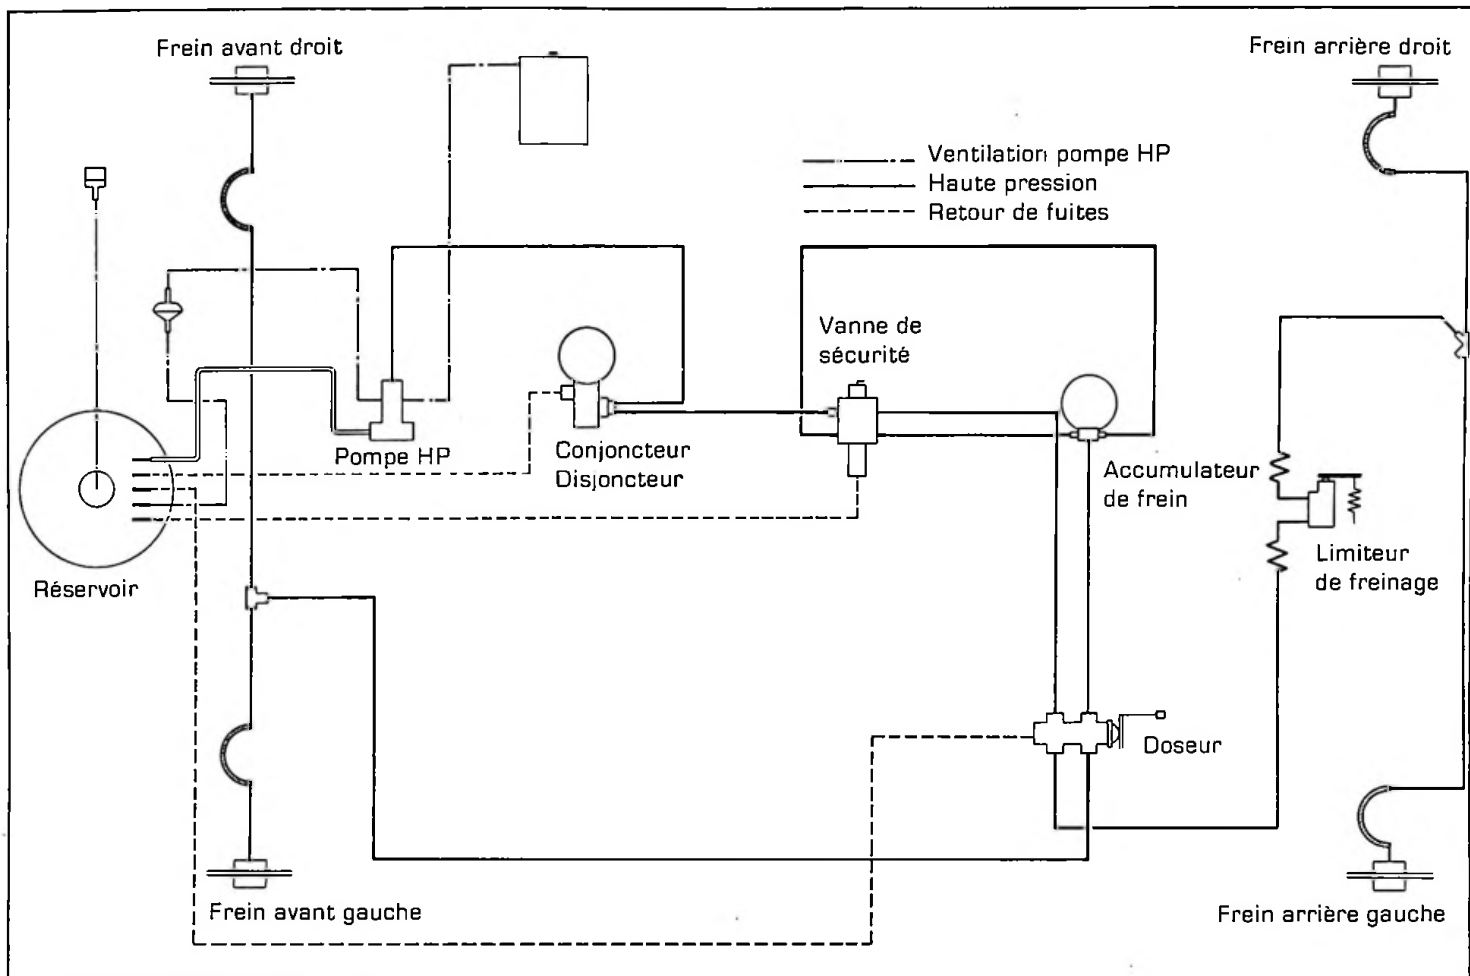 Frein avant droit
Frein arrière droit
Ventilation pompe HP
Haute pression
Retour de fuites
Vanne de
sécurité
Pompe HP
Conjoncteur
Disjoncteur
Accumulateur
de frein
Réservoir
Limiteur
de freinage
Doseur
Frein avant gauche
Frein arrière gauche